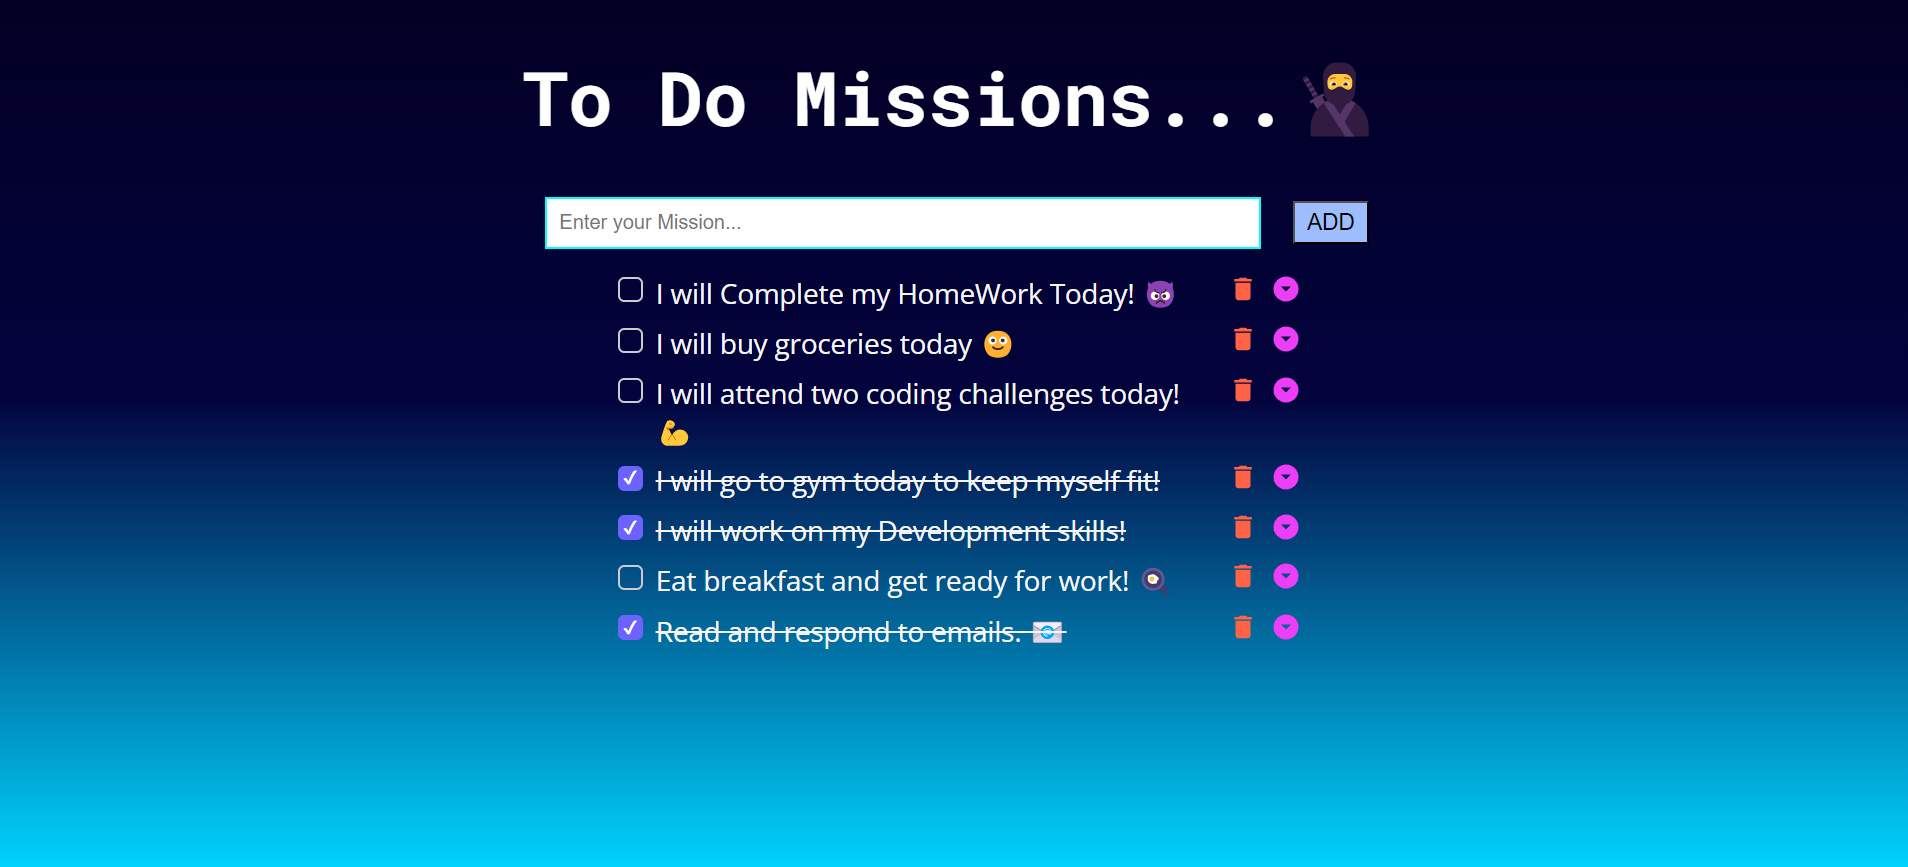 To Do Missions...🥷
Enter your Mission...
ADD
I will Complete my HomeWork Today! 👿
I will buy groceries today 🙂
I will attend two coding challenges today!
💪
I will go to gym today to keep myself fit!
I will work on my Development skills!
Eat breakfast and get ready for work! 🍳
Read and respond to emails. 📧